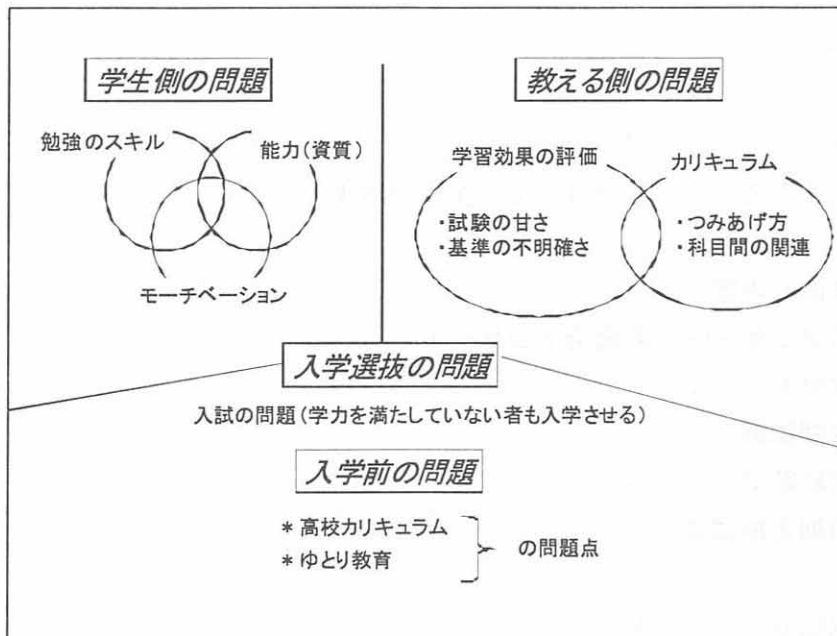 学生側の問題
勉強のスキル
能力(資質)
モーチベーション
教える側の問題
学習効果の評価
・試験の甘さ
・基準の不明確さ
カリキュラム
・つみあげ方
・科目間の関連
入学選抜の問題
入試の問題(学力を満たしていない者も入学させる)
入学前の問題
* 高校カリキュラム
* ゆとり教育
の問題点